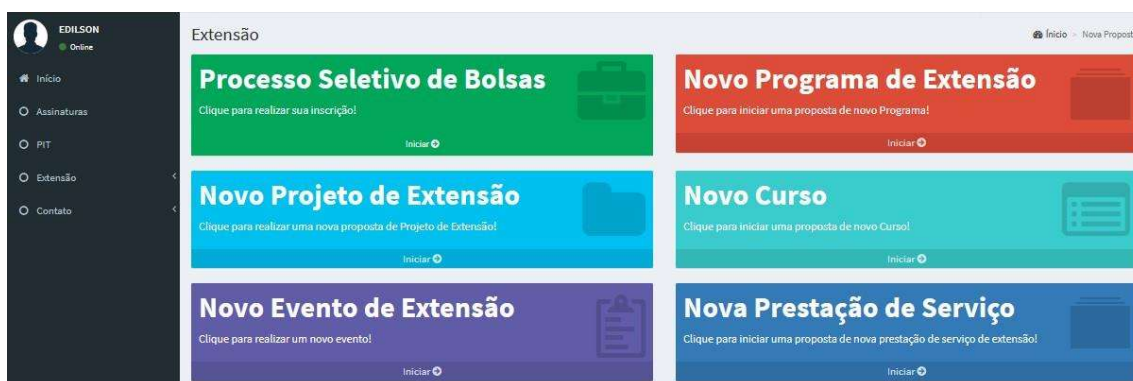 EDILSON
Online
Início
Assinaturas
PIT
Extensão
Contato
Extensão
Ínicio > Nova Propost
Processo Seletivo de Bolsas
Clique para realizar sua inscrição!
Iniciar
Novo Programa de Extensão
Clique para iniciar uma proposta de novo Programa!
Iniciar
Novo Projeto de Extensão
Clique para realizar uma nova proposta de Projeto de Extensão!
Iniciar
Novo Curso
Clique para iniciar uma proposta de novo Curso!
Iniciar
Novo Evento de Extensão
Clique para realizar um novo evento!
Iniciar
Nova Prestação de Serviço
Clique para iniciar uma proposta de nova prestação de serviço de extensão!
Iniciar